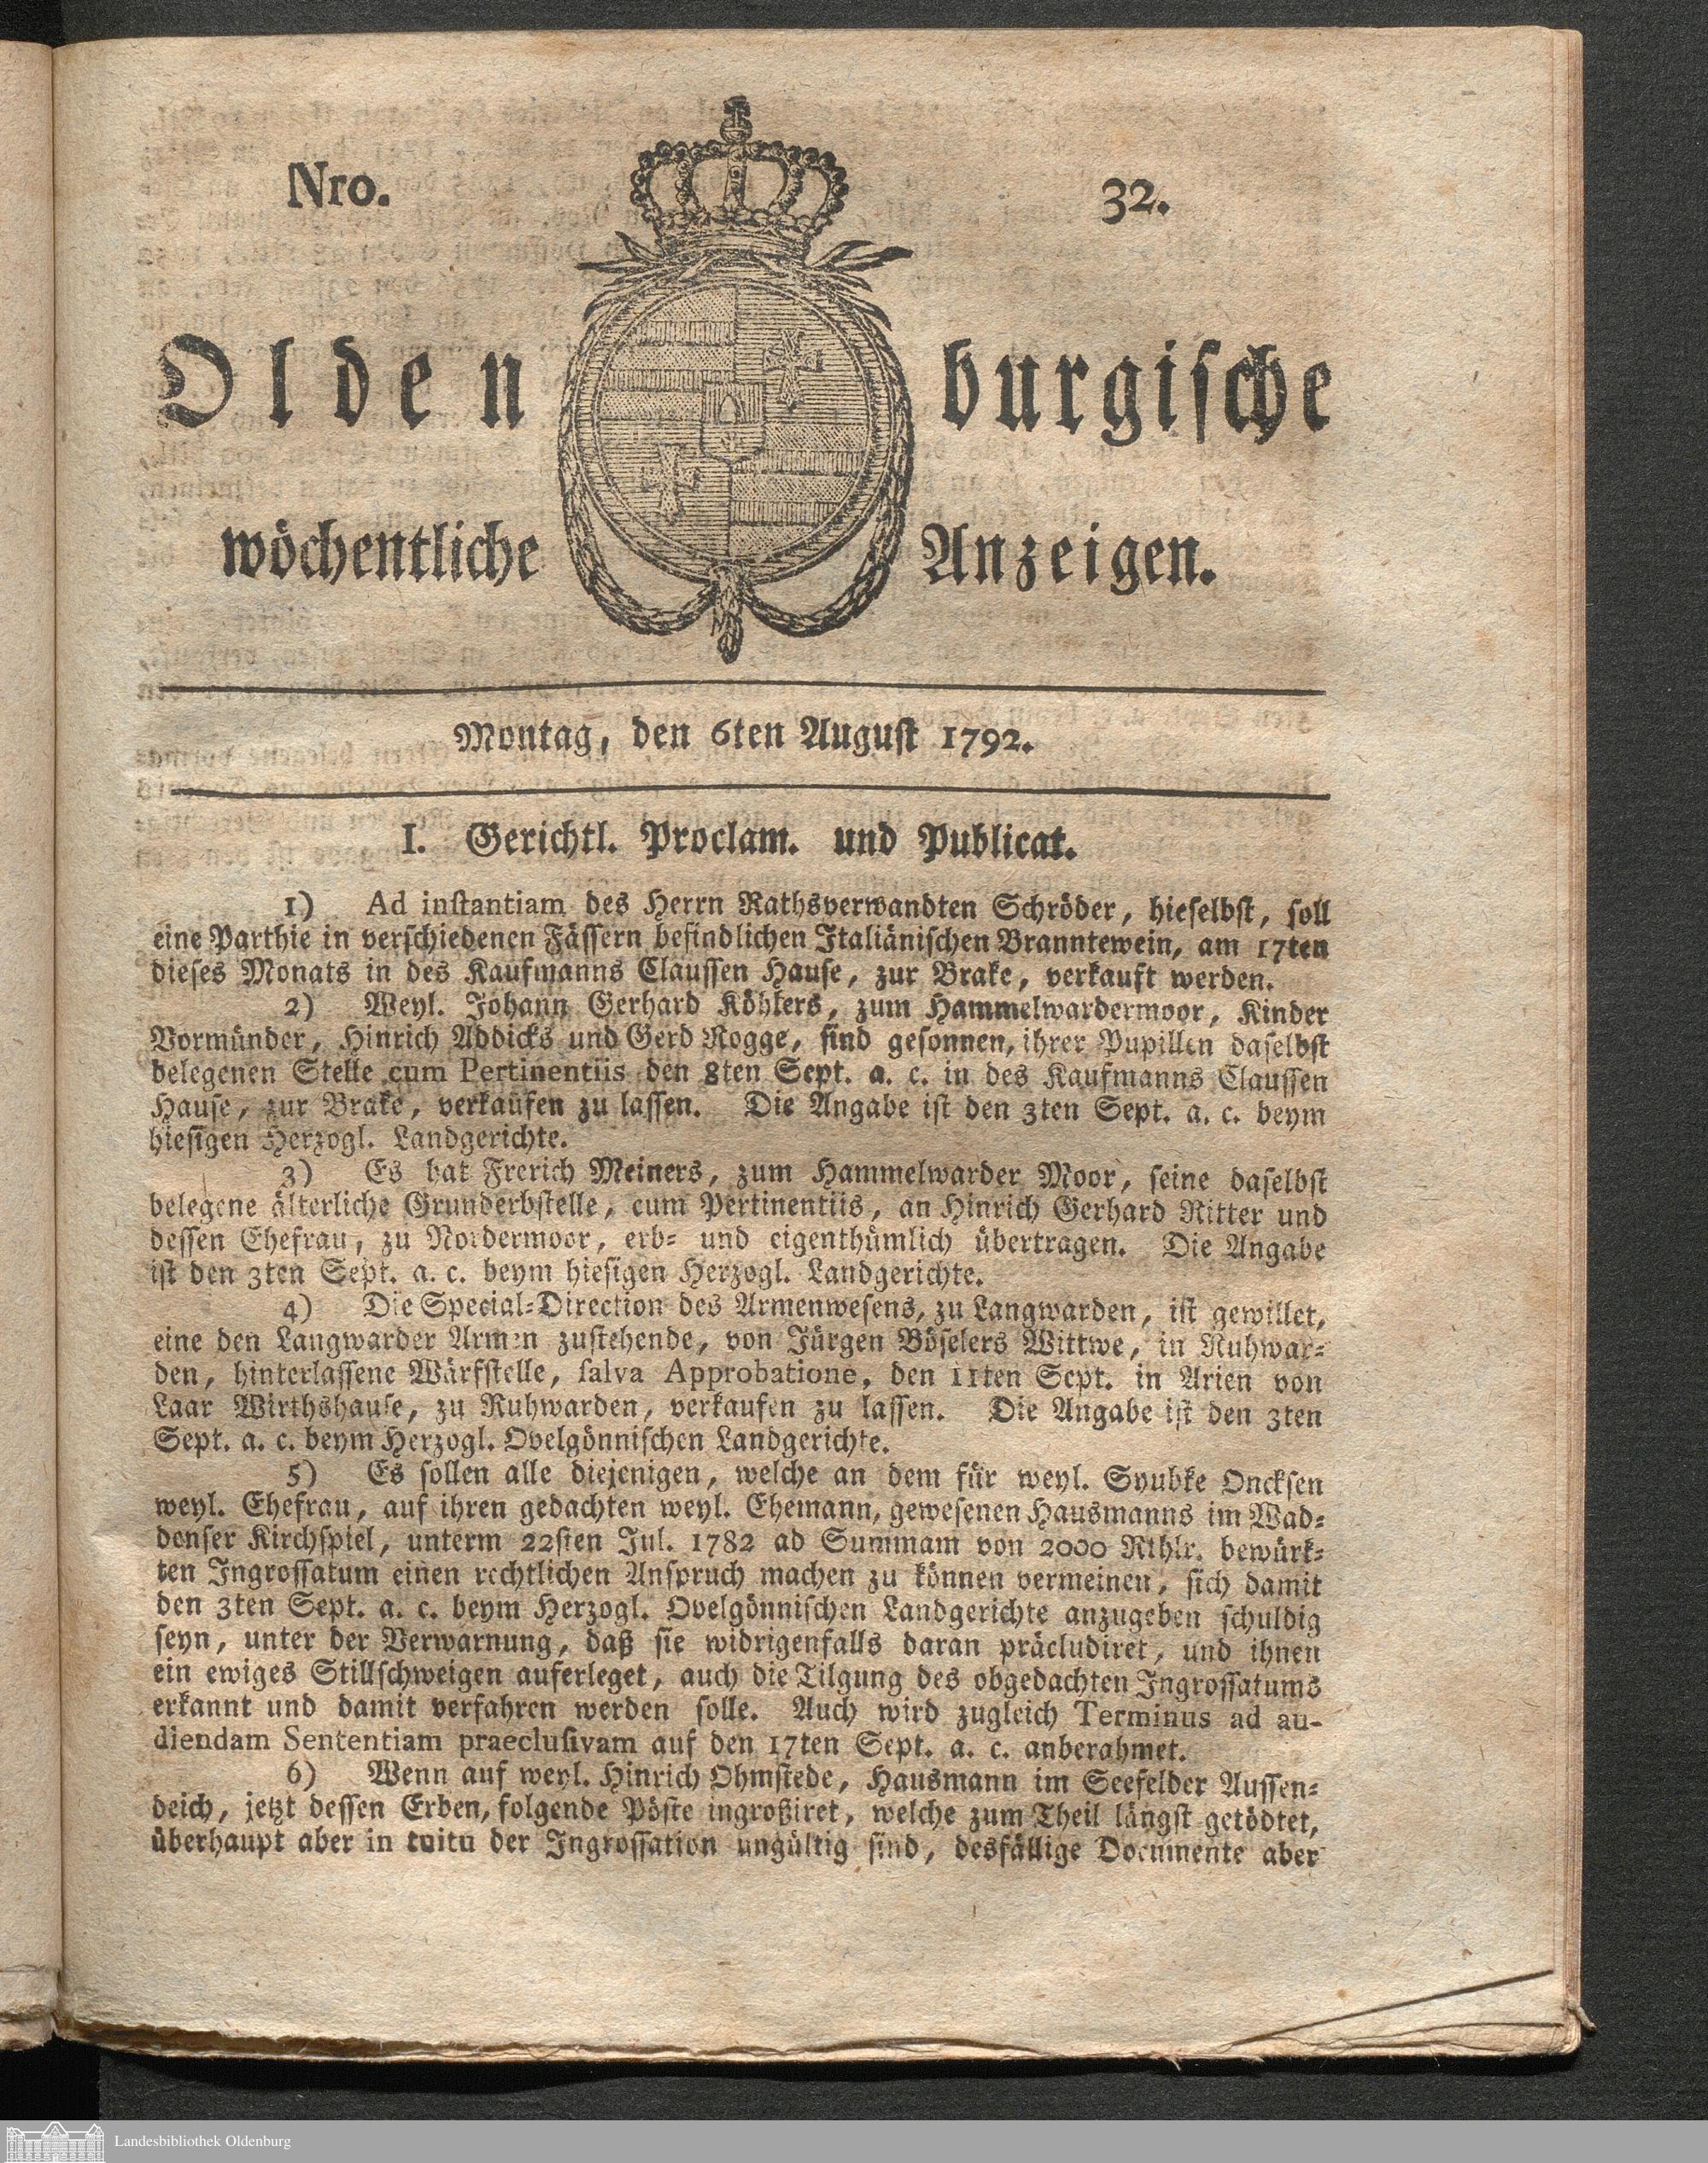 Nro. 32.
Oldenburgische
wöchentliche Anzeigen.
Montag, den 6ten August 1792.
I. Gerichtl. Proclam. und Publicat.
1) Ad instantiam des Herrn Rathsverwandten Schröder, hieselbst, soll
eine Parthie in verschiedenen Fässern befindlichen Italiänischen Branntewein, am 17ten
dieses Monats in des Kaufmanns Claussen Hause, zur Brake, verkauft werden.
2) Weyl. Johann Gerhard Köhlers, zum Hammelwardermoor, Kinder
Vormünder, Hinrich Addicks und Gerd Rogge, sind gesonnen, ihrer Pupillen daselbst
belegenen Stelle cum Pertinentiis den 8ten Sept. a. c. in des Kaufmanns Claussen
Hause, zur Brake, verkaufen zu lassen. Die Angabe ist den 3ten Sept. a. c. beym
hiesigen Herzogl. Landgerichte.
3) Es hat Frerich Meiners, zum Hammelwarder Moor, seine daselbst
belegene älterliche Grunderbstelle, cum Pertinentiis, an Hinrich Gerhard Ritter und
dessen Ehefrau, zu Nordermoor, erb- und eigenthümlich übertragen. Die Angabe
ist den 3ten Sept. a. c. beym hiesigen Herzogl. Landgerichte.
4) Die Special-Direction des Armenwesens, zu Langwarden, ist gewillet,
eine den Langwarder Armen zustehende, von Jürgen Böselers Wittwe, in Ruhwar-
den, hinterlassene Wärfstelle, salva Approbatione, den 11ten Sept. in Arien von
Laar Wirthshause, zu Ruhwarden, verkaufen zu lassen. Die Angabe ist den 3ten
Sept. a. c. beym Herzogl. Ovelgönnischen Landgerichte.
5) Es sollen alle diejenigen, welche an dem für weyl. Syubke Oncksen
weyl. Ehefrau, auf ihren gedachten weyl. Ehemann, gewesenen Hausmanns im Wad-
denser Kirchspiel, unterm 22sten Jul. 1782 ad Summam von 2000 Rthlr. bewürk-
ten Ingrossatum einen rechtlichen Anspruch machen zu können vermeinen, sich damit
den 3ten Sept. a. c. beym Herzogl. Ovelgönnischen Landgerichte anzugeben schuldig
seyn, unter der Verwarnung, daß sie widrigenfalls daran präcludiret, und ihnen
ein ewiges Stillschweigen auferleget, auch die Tilgung des obgedachten Ingrossatums
erkannt und damit verfahren werden solle. Auch wird zugleich Terminus ad au-
diendam Sententiam praeclusivam auf den 17ten Sept. a. c. anberahmet.
6) Wenn auf weyl. Hinrich Ohmstede, Hausmann im Seefelder Aussen-
deich, jetzt dessen Erben, folgende Pöste ingroßiret, welche zum Theil längst getödtet,
überhaupt aber in tuitu der Ingrossation ungültig sind, desfällige Documente aber
Landesbibliothek Oldenburg